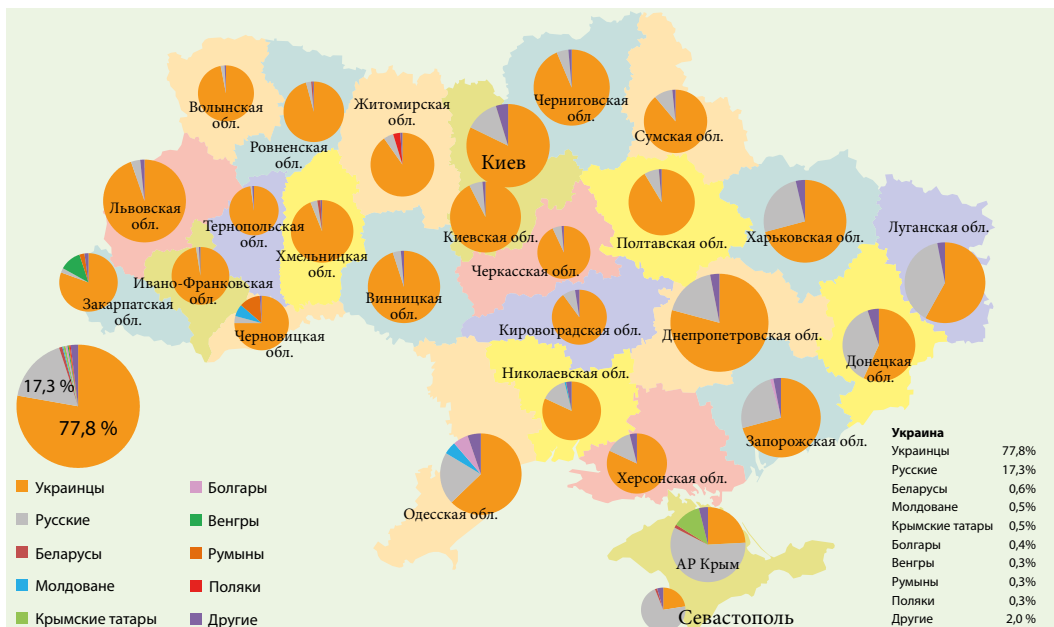 Волынская
обл.
Ровненская
обл.
Житомирская
обл.
Киев
Черниговская
обл.
Сумская обл.
Львовская
обл.
Тернопольская
обл.
Хмельницкая
обл.
Киевская обл.
Черкасская обл.
Полтавская обл.
Харьковская
обл.
Луганская обл.
Закарпатская
обл.
Ивано-Франковская
обл.
Черновицкая
обл.
Винницкая
обл.
Кировоградская обл.
Днепропетровская обл.
Донецкая
обл.
Николаевская обл.
Запорожская обл.
Херсонская обл.
Одесская обл.
АР Крым
Севастополь
17,3 %
77,8 %
Украинцы
Русские
Беларусы
Молдоване
Крымские татары
Болгары
Венгры
Румыны
Поляки
Другие
Украина
Украинцы 77,8%
Русские 17,3%
Беларусы 0,6%
Молдоване 0,5%
Крымские татары 0,5%
Болгары 0,4%
Венгры 0,3%
Румыны 0,3%
Поляки 0,3%
Другие 2,0 %